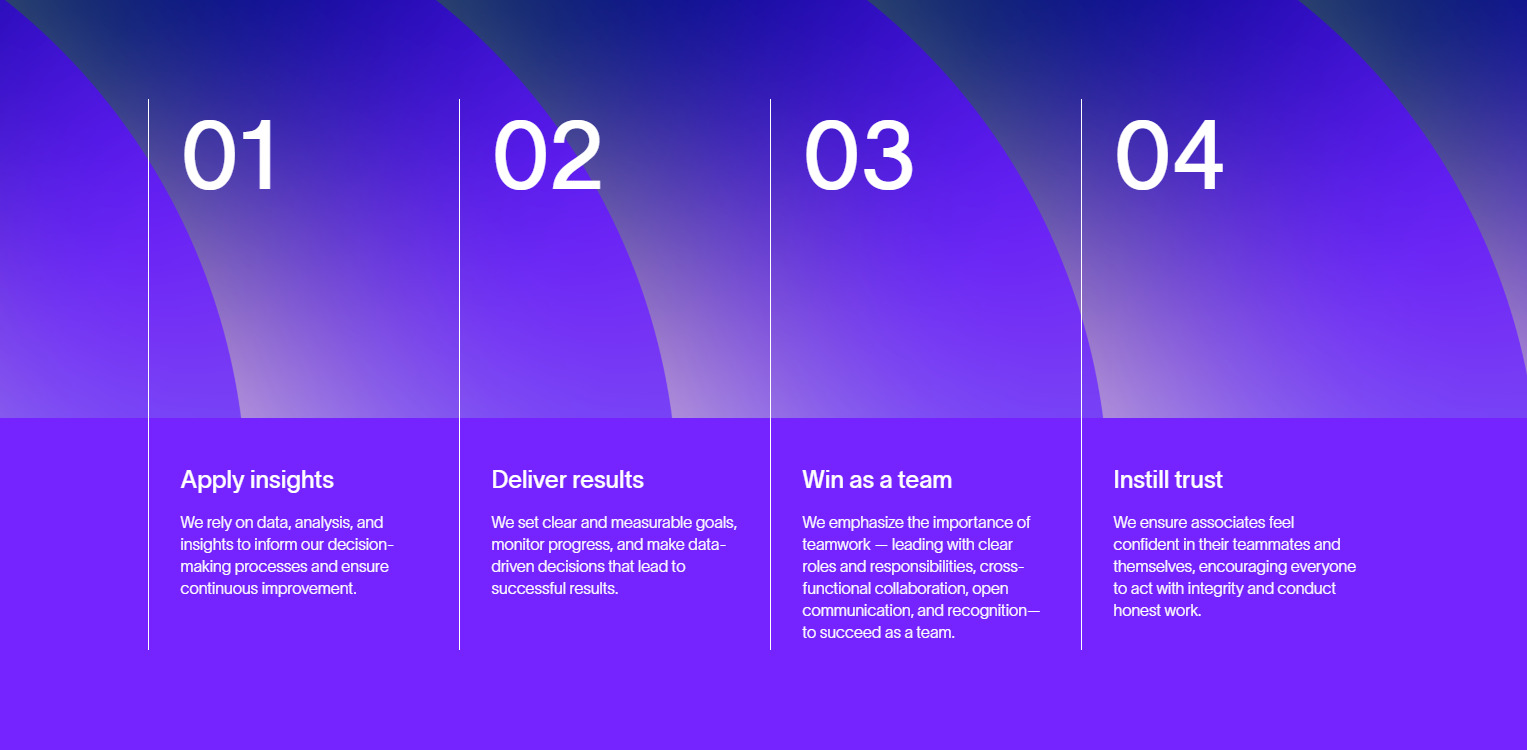 01
02
03
04
Apply insights
We rely on data, analysis, and
insights to inform our decision-
making processes and ensure
continuous improvement.
Deliver results
We set clear and measurable goals,
monitor progress, and make data-
driven decisions that lead to
successful results.
Win as a team
We emphasize the importance of
teamwork — leading with clear
roles and responsibilities, cross-
functional collaboration, open
communication, and recognition—
to succeed as a team.
Instill trust
We ensure associates feel
confident in their teammates and
themselves, encouraging everyone
to act with integrity and conduct
honest work.